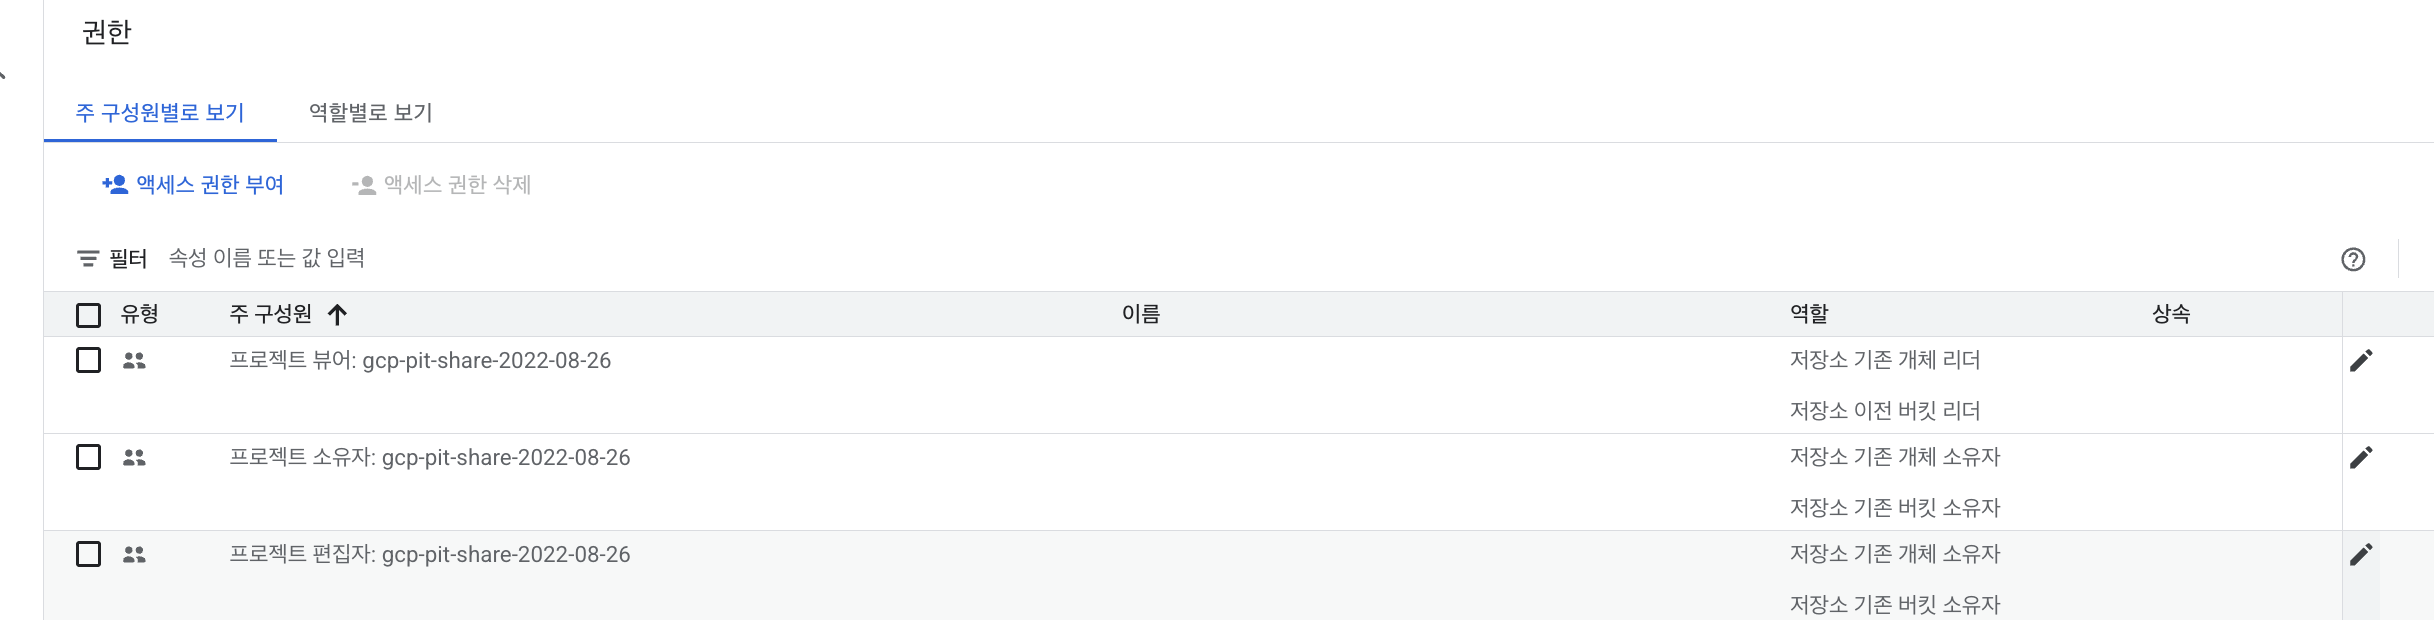 권한
주 구성원별로 보기 역할별로 보기
액세스 권한 부여 액세스 권한 삭제
필터 속성 이름 또는 값 입력
유형 주 구성원 이름 역할 상속
프로젝트 뷰어: gcp-pit-share-2022-08-26 저장소 기존 개체 리더
저장소 이전 버킷 리더
프로젝트 소유자: gcp-pit-share-2022-08-26 저장소 기존 개체 소유자
저장소 기존 버킷 소유자
프로젝트 편집자: gcp-pit-share-2022-08-26 저장소 기존 개체 소유자
저장소 기존 버킷 소유자